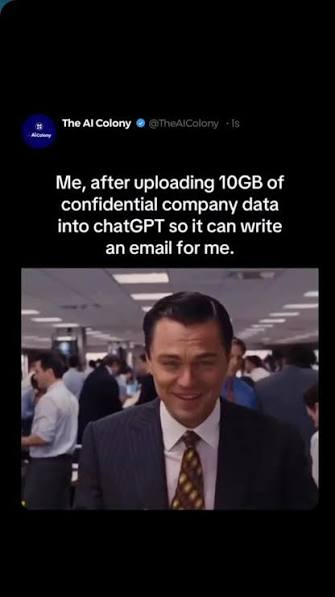 AiColony
The AI Colony @TheAIColony · 1s
Me, after uploading 10GB of
confidential company data
into chatGPT so it can write
an email for me.